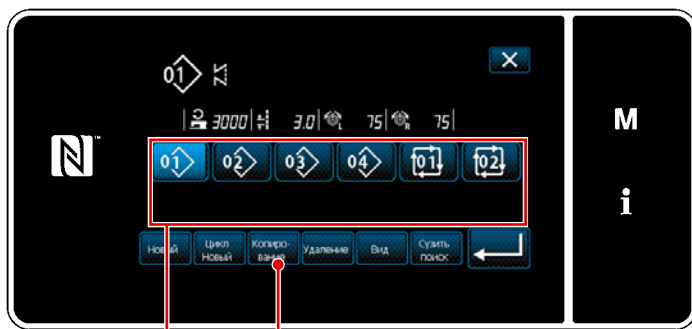 01
3000 3.0 L 75 R 75
01 02 03 04 01 02
Новый Цикл Новый Копиро-вание Удаление Вид Сузить поиск
M
i
N